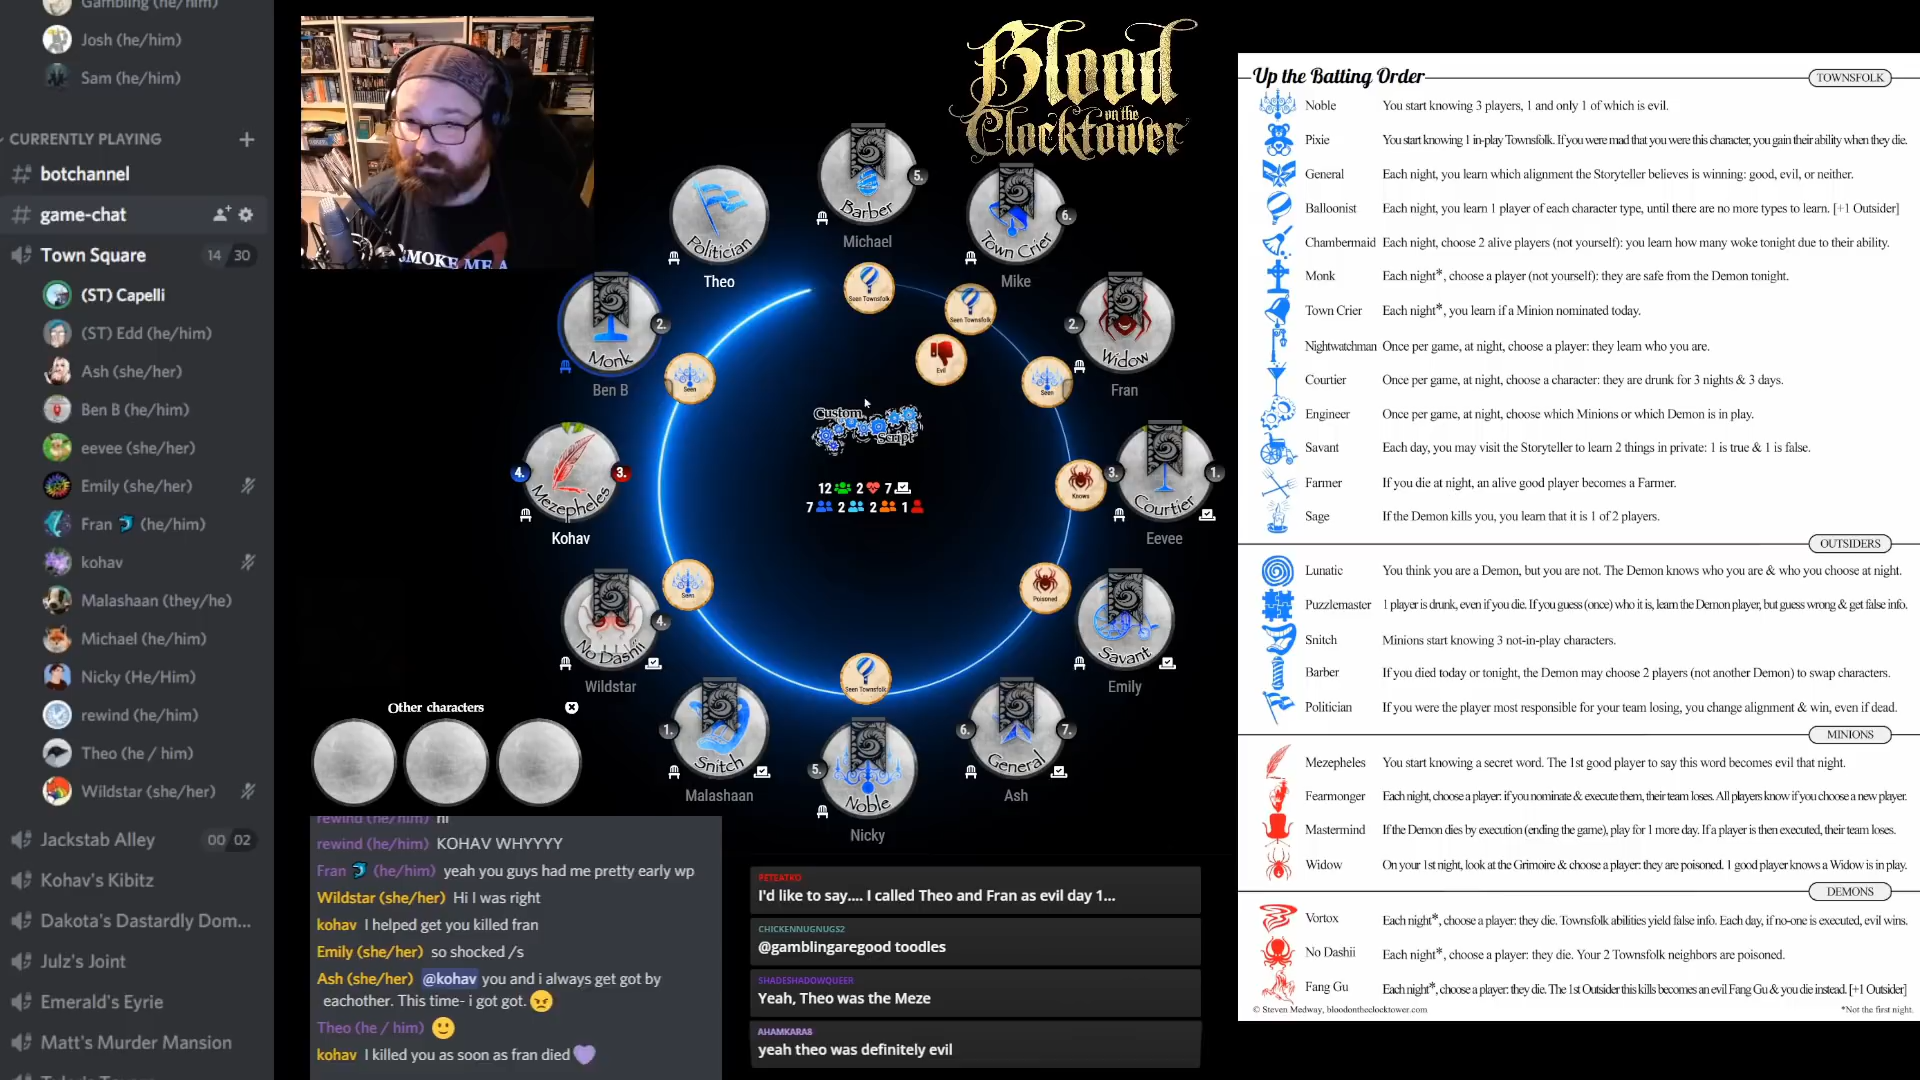 Gambling (he/him)
Josh (he/him)
Sam (he/him)
CURRENTLY PLAYING
botchannel
game-chat
Town Square 14 30
(ST) Capelli
(ST) Edd (he/him)
Ash (she/her)
Ben B (he/him)
eevee (she/her)
Emily (she/her)
Fran (he/him)
kohav
Malashaan (they/he)
Michael (he/him)
Nicky (He/Him)
rewind (he/him)
Theo (he / him)
Wildstar (she/her)
Jackstab Alley 00 02
Kohav's Kibitz
Dakota's Dastardly Dom...
Julz's Joint
Emerald's Eyrie
Matt's Murder Mansion
SMOKE ME A
Blood
on the
Clocktower
Barber
5.
Michael
Politician
Theo
Town Crier
6.
Mike
Monk
2.
Ben B
Widow
2.
Fran
Mezepheles
4.
3.
Kohav
Courtier
3.
1.
Eevee
No Dashii
4.
Wildstar
Savant
Emily
Snitch
1.
Malashaan
Noble
5.
Nicky
General
6.
7.
Ash
Seen Townsfolk
Seen Townsfolk
Evil
Seen
Seen
Knows
Seen
Poisoned
Seen Townsfolk
Custom
Script
12 2 7
7 2 2 1
Other characters
rewind (he/him) hi
rewind (he/him) KOHAV WHYYYY
Fran (he/him) yeah you guys had me pretty early wp
Wildstar (she/her) Hi I was right
kohav I helped get you killed fran
Emily (she/her) so shocked /s
Ash (she/her) @kohav you and i always get got by
eachother. This time- i got got.
Theo (he / him)
kohav I killed you as soon as fran died
PETEATKD
I'd like to say.... I called Theo and Fran as evil day 1...
CHICKENNUGNUGS2
@gamblingaregood toodles
SHADESHADOWQUEER
Yeah, Theo was the Meze
AHAMKARA8
yeah theo was definitely evil
Up the Batting Order
TOWNSFOLK
Noble You start knowing 3 players, 1 and only 1 of which is evil.
Pixie You start knowing 1 in-play Townsfolk. If you were mad that you were this character, you gain their ability when they die.
General Each night, you learn which alignment the Storyteller believes is winning: good, evil, or neither.
Balloonist Each night, you learn 1 player of each character type, until there are no more types to learn. [+1 Outsider]
Chambermaid Each night, choose 2 alive players (not yourself): you learn how many woke tonight due to their ability.
Monk Each night*, choose a player (not yourself): they are safe from the Demon tonight.
Town Crier Each night*, you learn if a Minion nominated today.
Nightwatchman Once per game, at night, choose a player: they learn who you are.
Courtier Once per game, at night, choose a character: they are drunk for 3 nights & 3 days.
Engineer Once per game, at night, choose which Minions or which Demon is in play.
Savant Each day, you may visit the Storyteller to learn 2 things in private: 1 is true & 1 is false.
Farmer If you die at night, an alive good player becomes a Farmer.
Sage If the Demon kills you, you learn that it is 1 of 2 players.
OUTSIDERS
Lunatic You think you are a Demon, but you are not. The Demon knows who you are & who you choose at night.
Puzzlemaster 1 player is drunk, even if you die. If you guess (once) who it is, learn the Demon player, but guess wrong & get false info.
Snitch Minions start knowing 3 not-in-play characters.
Barber If you died today or tonight, the Demon may choose 2 players (not another Demon) to swap characters.
Politician If you were the player most responsible for your team losing, you change alignment & win, even if dead.
MINIONS
Mezepheles You start knowing a secret word. The 1st good player to say this word becomes evil that night.
Fearmonger Each night, choose a player: if you nominate & execute them, their team loses. All players know if you choose a new player.
Mastermind If the Demon dies by execution (ending the game), play for 1 more day. If a player is then executed, their team loses.
Widow On your 1st night, look at the Grimoire & choose a player: they are poisoned. 1 good player knows a Widow is in play.
DEMONS
Vortox Each night*, choose a player: they die. Townsfolk abilities yield false info. Each day, if no-one is executed, evil wins.
No Dashii Each night*, choose a player: they die. Your 2 Townsfolk neighbors are poisoned.
Fang Gu Each night*, choose a player: they die. The 1st Outsider this kills becomes an evil Fang Gu & you die instead. [+1 Outsider]
© Steven Medway, bloodontheclocktower.com *Not the first night.